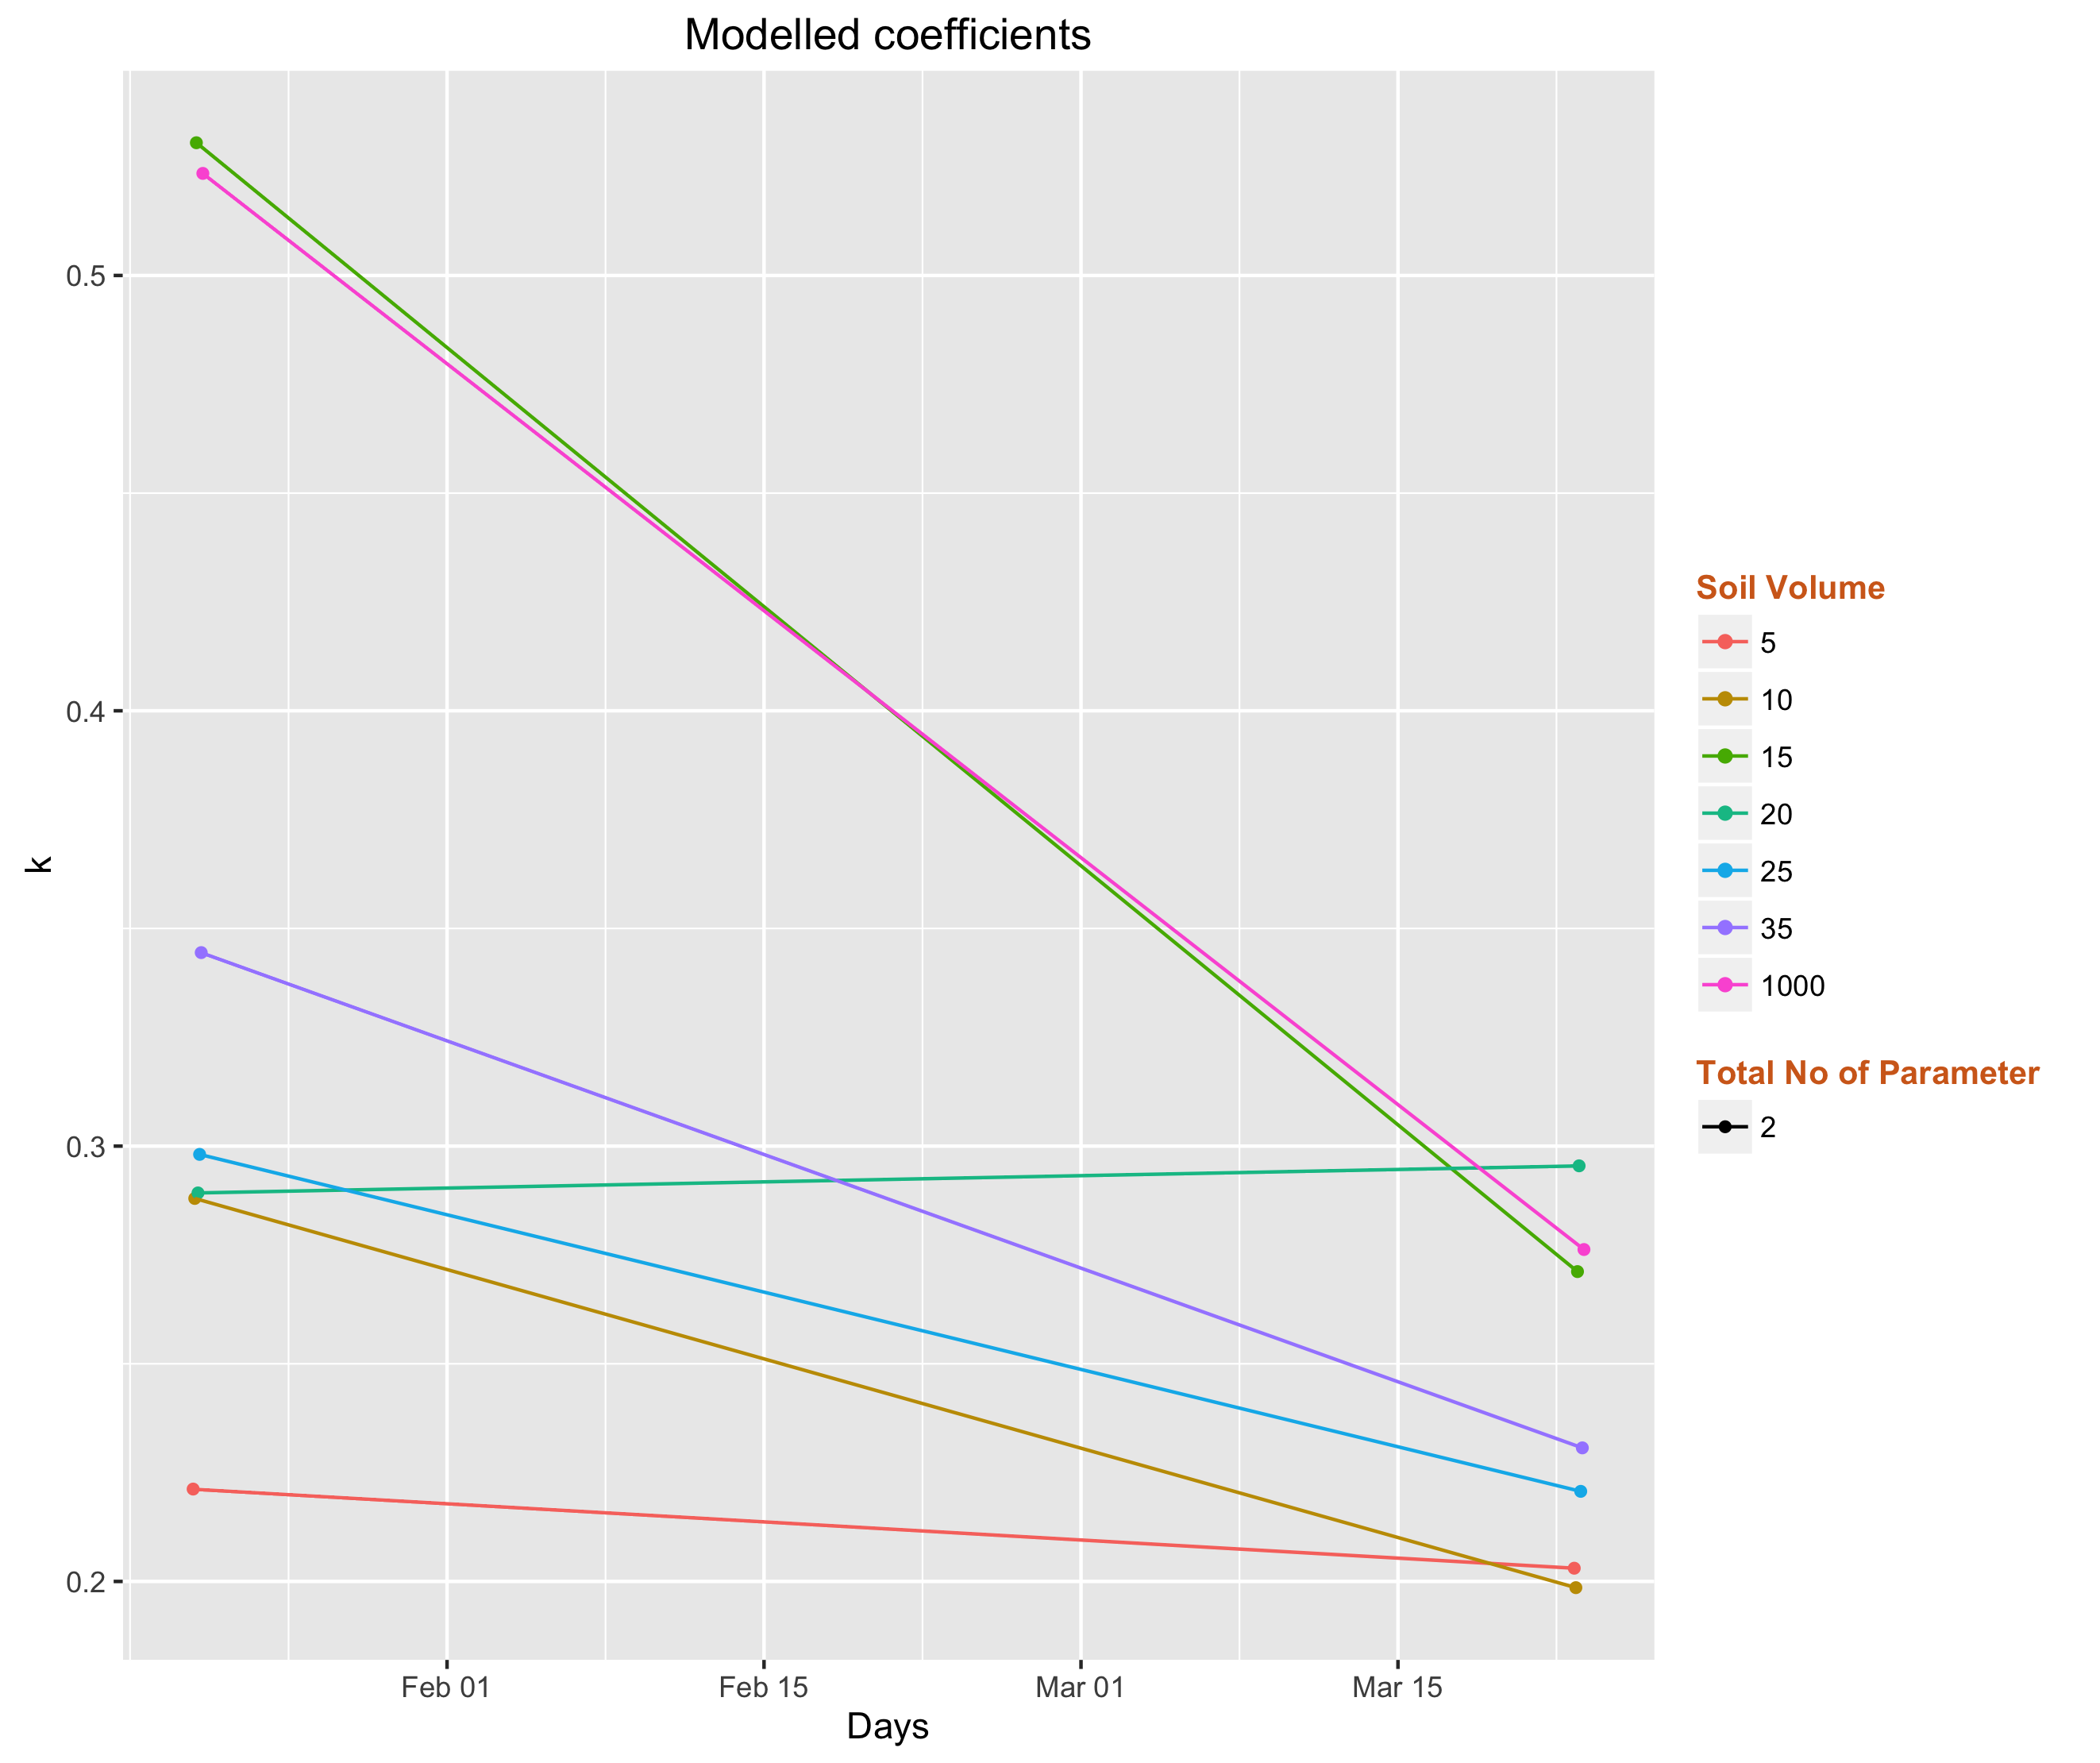 Modelled coefficients
0.5
0.4
0.3
0.2
k
Feb 01 Feb 15 Mar 01 Mar 15
Days
Soil Volume
5
10
15
20
25
35
1000
Total No of Parameter
2